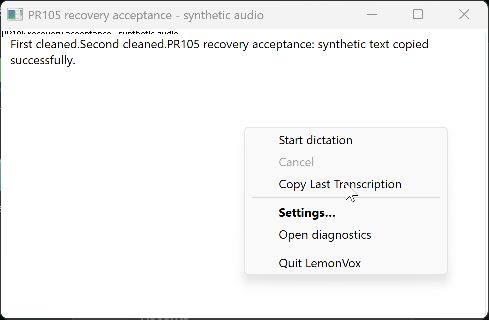 PR105 recovery acceptance - synthetic audio
First cleaned.Second cleaned.PR105 recovery acceptance: synthetic text copied
successfully.
Start dictation
Cancel
Copy Last Transcription
Settings...
Open diagnostics
Quit LemonVox